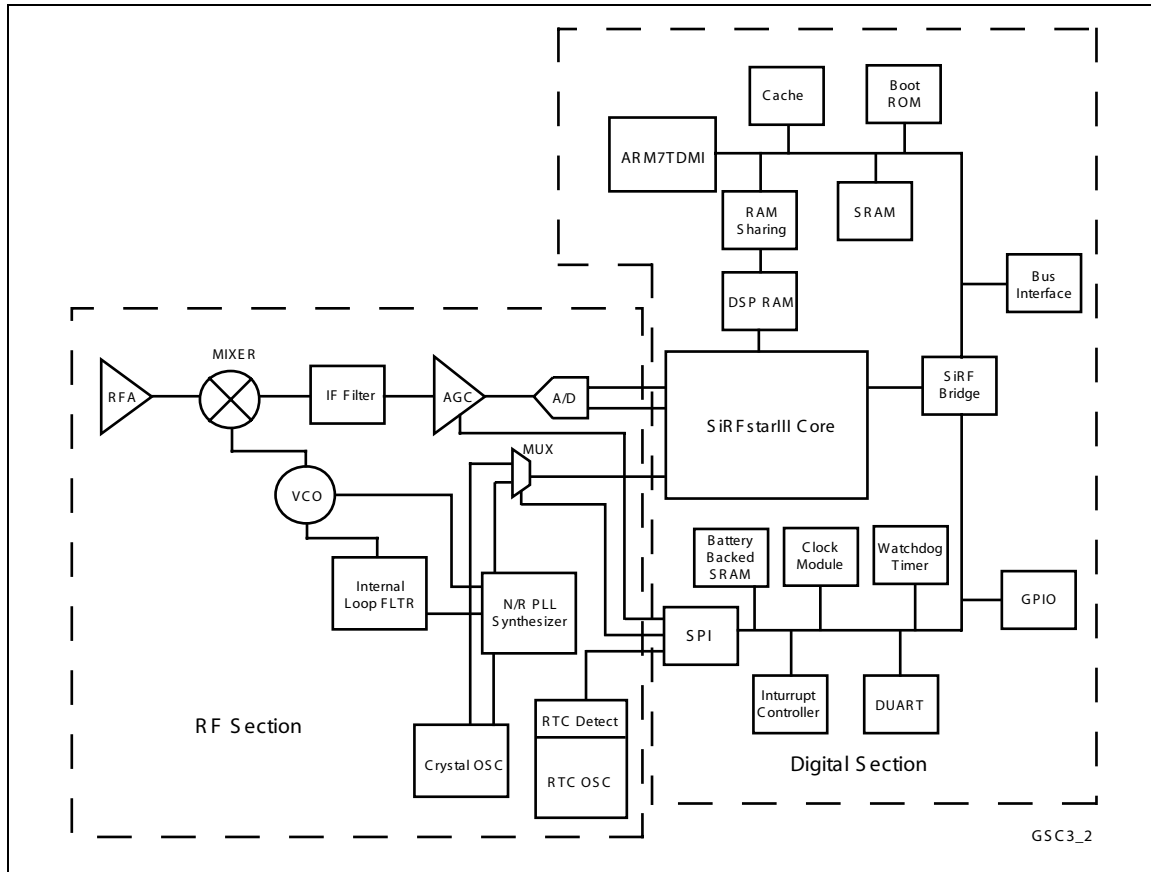 Cache
Boot
ROM
ARM7TDMI
RAM
Sharing
SRAM
DSP RAM
Bus
Interface
MIXER
RFA
IF Filter
AGC
A/D
SiRFstarIII Core
SiRF
Bridge
MUX
VCO
Internal
Loop FLTR
N/R PLL
Synthesizer
Battery
Backed
SRAM
Clock
Module
Watchdog
Timer
GPIO
SPI
Inturrupt
Controller
DUART
RF Section
Crystal OSC
RTC Detect
RTC OSC
Digital Section
GSC3_2